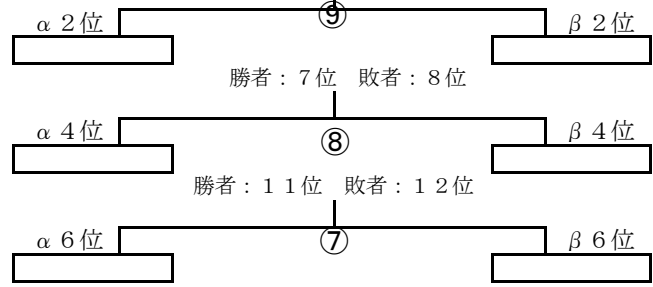 α２位 ⑨ β２位
勝者：７位　敗者：８位
α４位 ⑧ β４位
勝者：１１位　敗者：１２位
α６位 ⑦ β６位